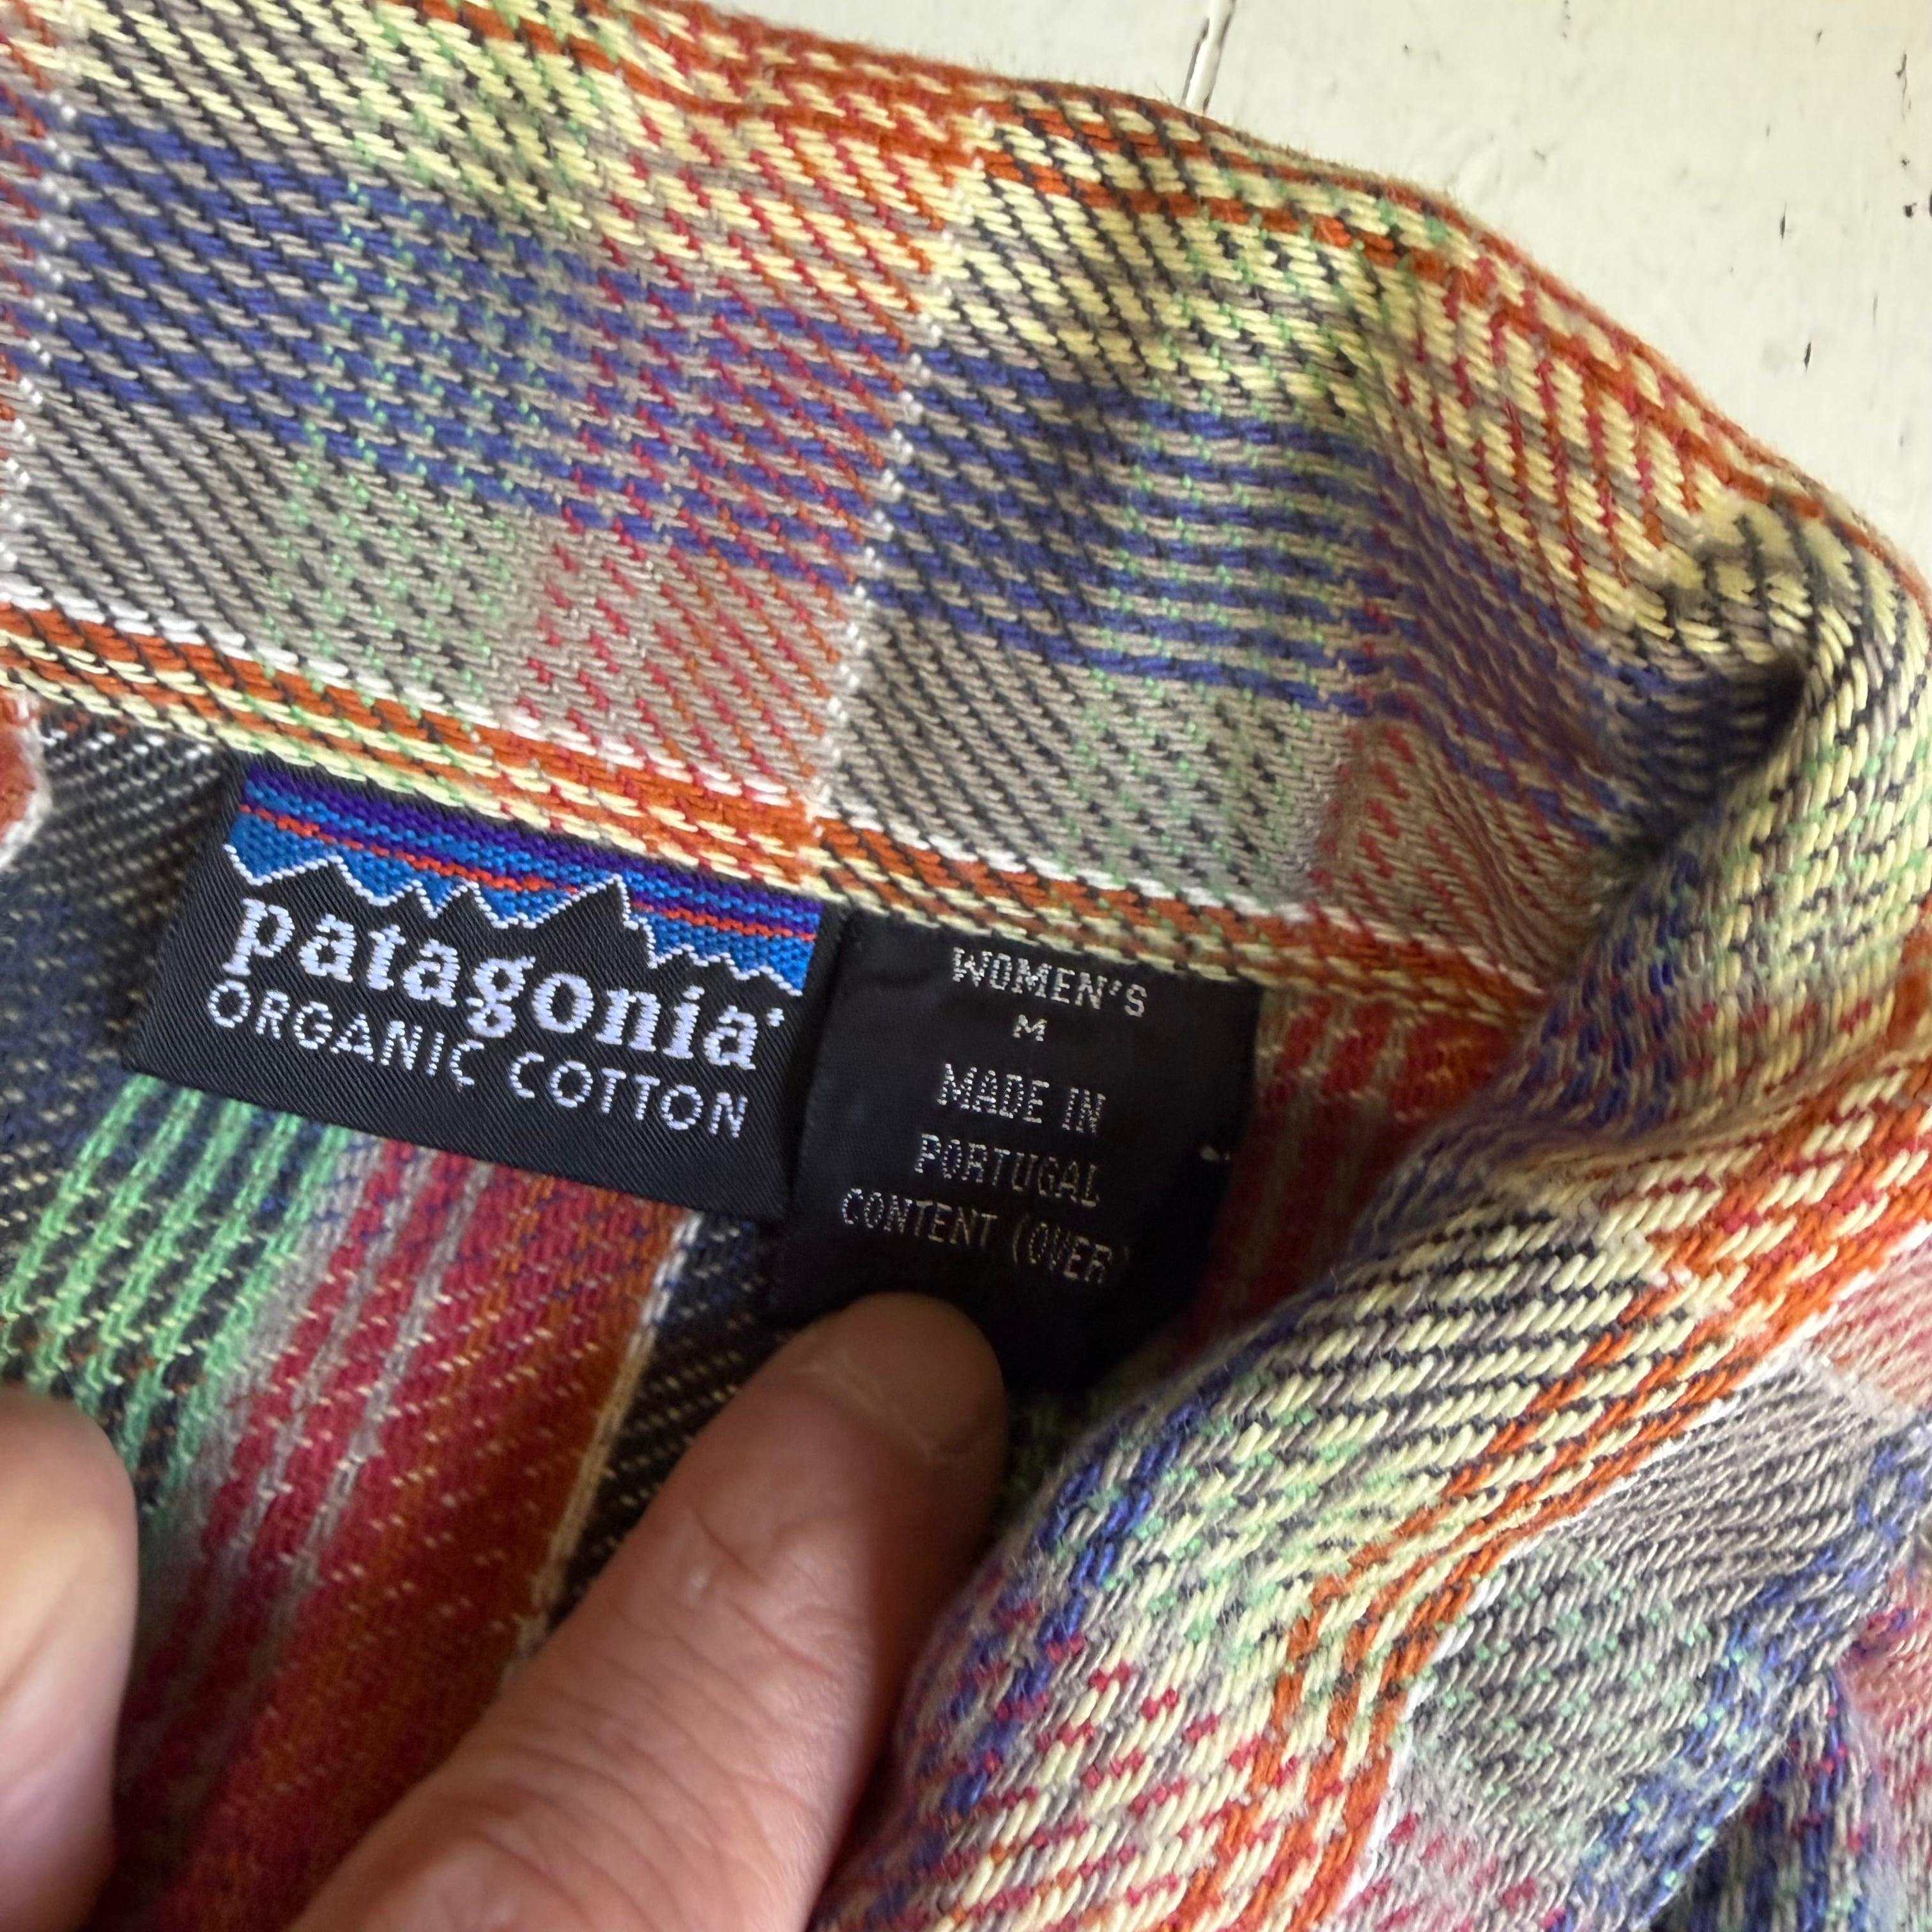 patagonia®
ORGANIC COTTON
WOMEN'S
M
MADE IN
PORTUGAL
CONTENT (OVER)